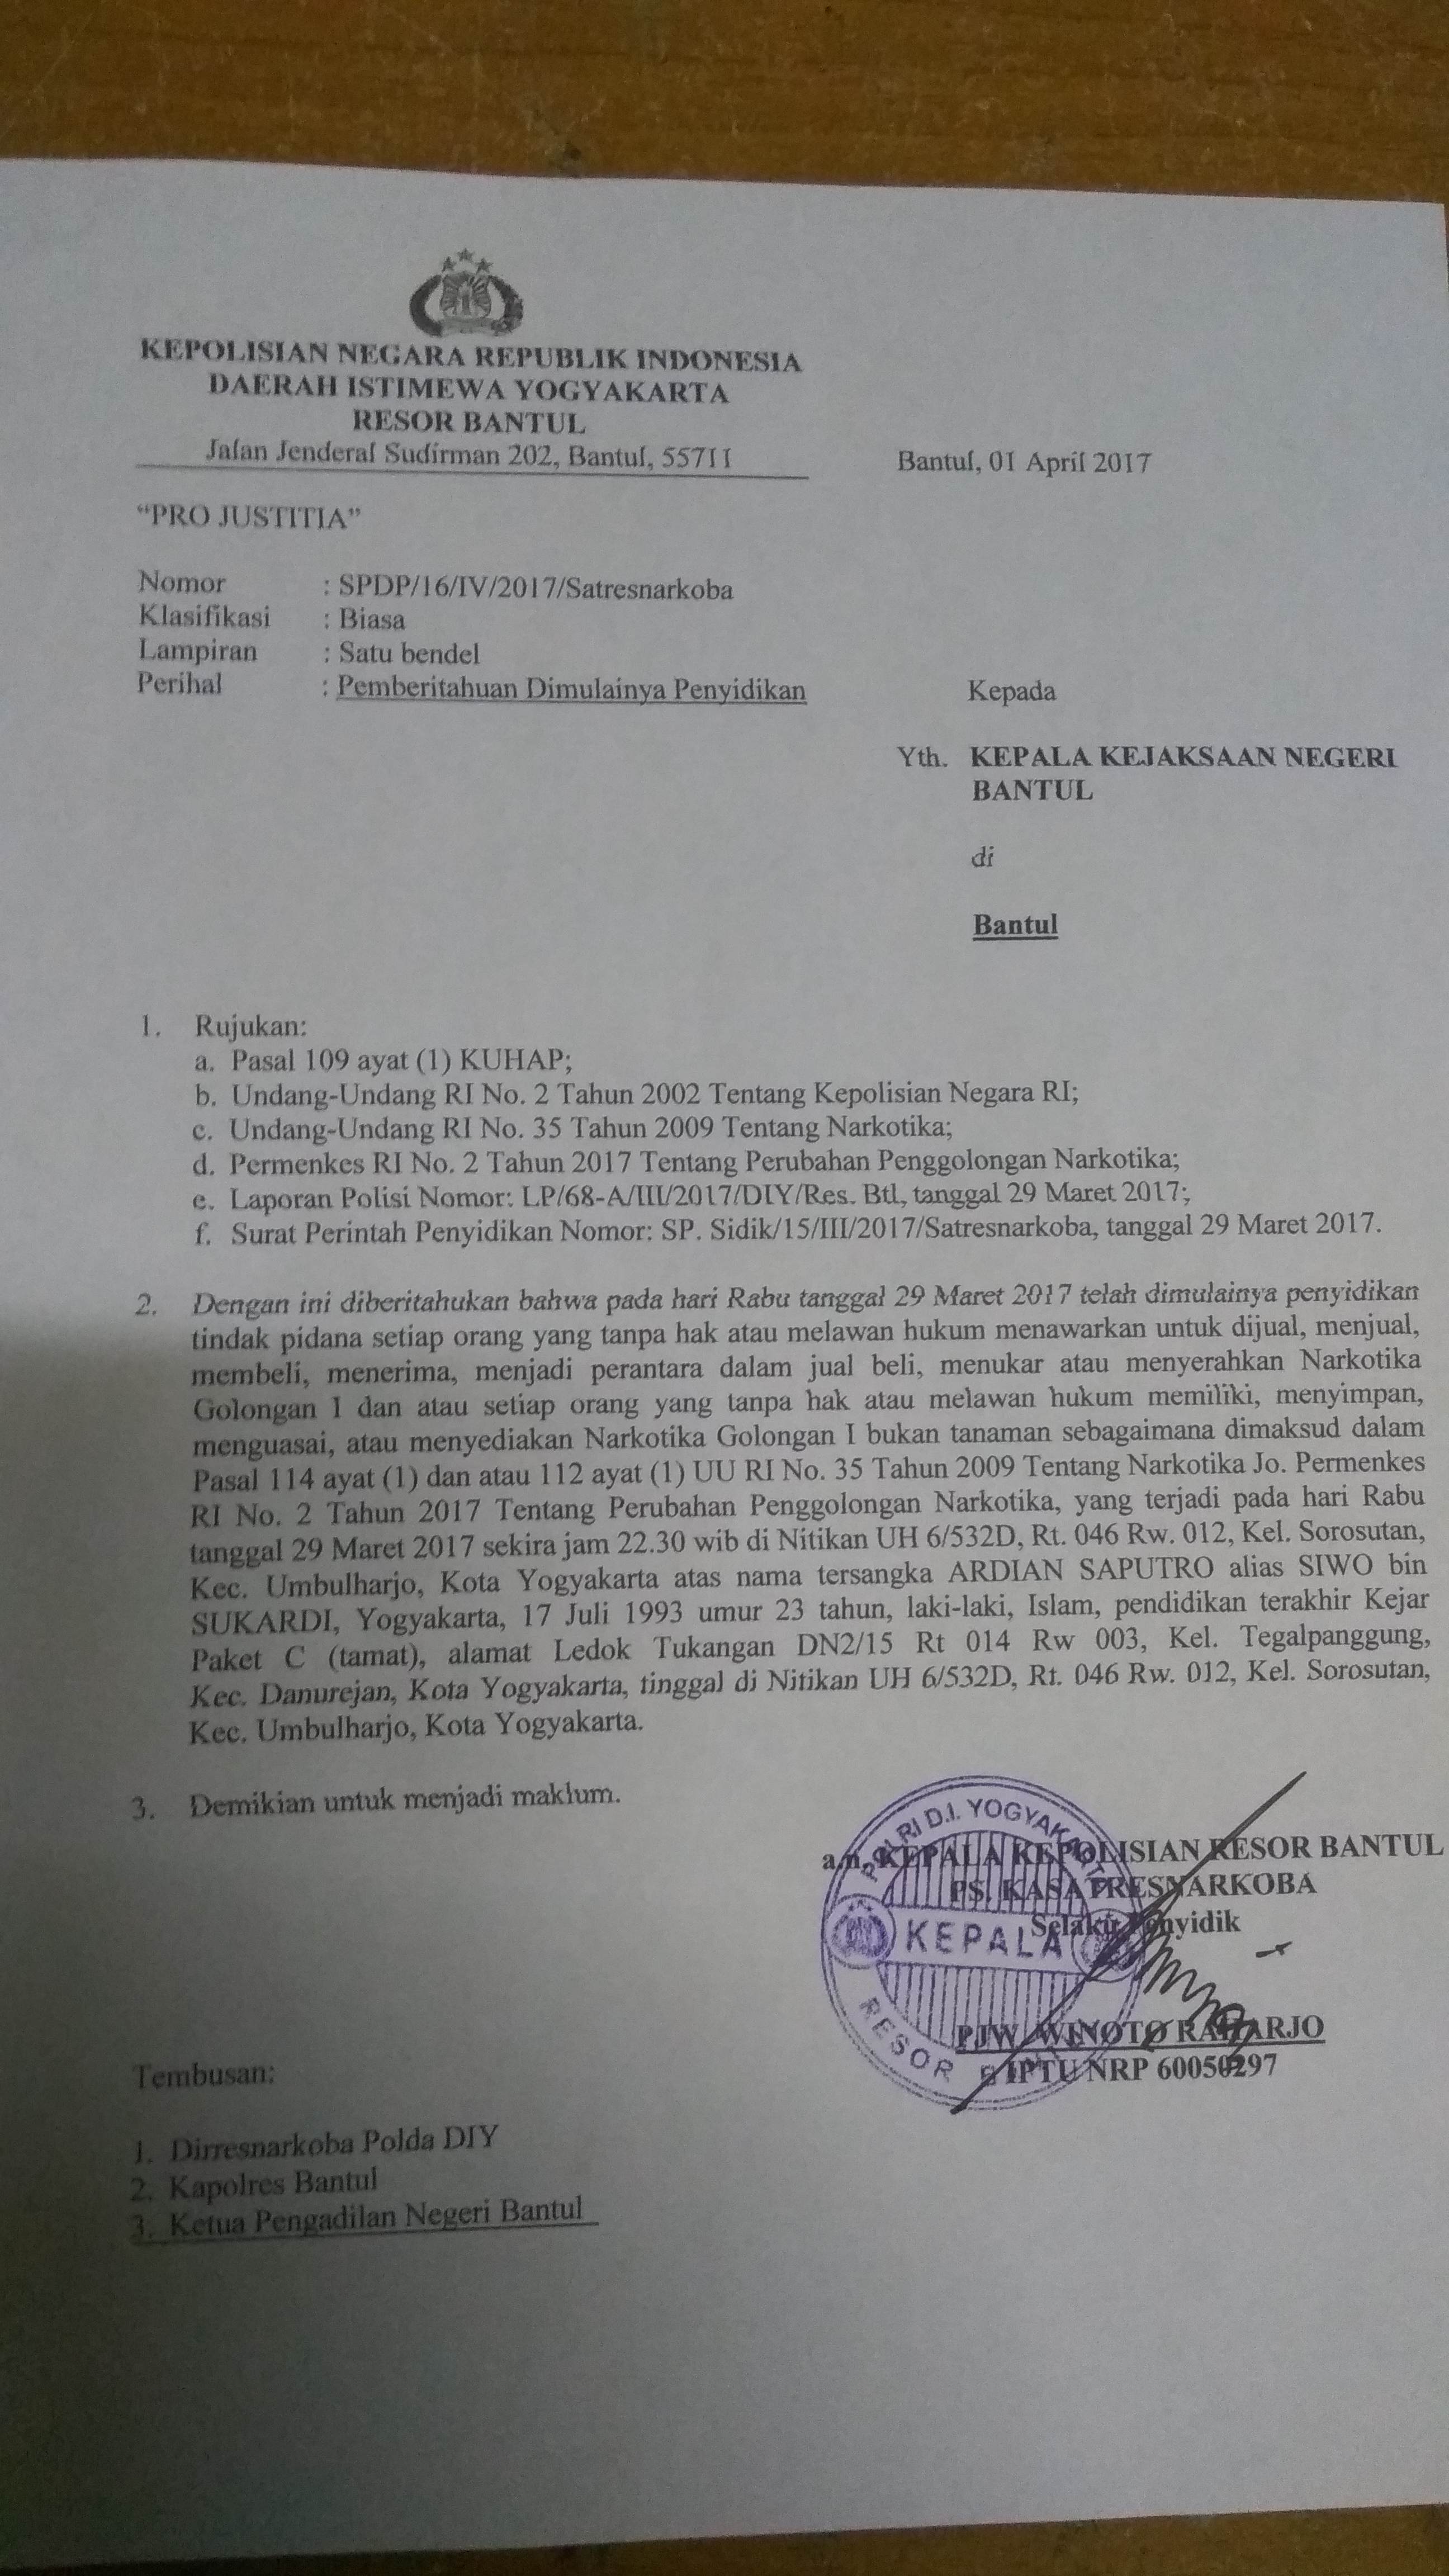 KEPOLISIAN NEGARA REPUBLIK INDONESIA
DAERAH ISTIMEWA YOGYAKARTA
RESOR BANTUL
Jalan Jenderal Sudirman 202, Bantul, 55711
Bantul, 01 April 2017
"PRO JUSTITIA"
Nomor : SPDP/16/IV/2017/Satresnarkoba
Klasifikasi : Biasa
Lampiran : Satu bendel
Perihal : Pemberitahuan Dimulainya Penyidikan
Kepada
Yth. KEPALA KEJAKSAAN NEGERI
BANTUL
di
Bantul
1. Rujukan:
a. Pasal 109 ayat (1) KUHAP;
b. Undang-Undang RI No. 2 Tahun 2002 Tentang Kepolisian Negara RI;
c. Undang-Undang RI No. 35 Tahun 2009 Tentang Narkotika;
d. Permenkes RI No. 2 Tahun 2017 Tentang Perubahan Penggolongan Narkotika;
e. Laporan Polisi Nomor: LP/68-A/III/2017/DIY/Res. Btl, tanggal 29 Maret 2017;
f. Surat Perintah Penyidikan Nomor: SP. Sidik/15/III/2017/Satresnarkoba, tanggal 29 Maret 2017.
2. Dengan ini diberitahukan bahwa pada hari Rabu tanggal 29 Maret 2017 telah dimulainya penyidikan
tindak pidana setiap orang yang tanpa hak atau melawan hukum menawarkan untuk dijual, menjual,
membeli, menerima, menjadi perantara dalam jual beli, menukar atau menyerahkan Narkotika
Golongan 1 dan atau setiap orang yang tanpa hak atau melawan hukum memiliki, menyimpan,
menguasai, atau menyediakan Narkotika Golongan I bukan tanaman sebagaimana dimaksud dalam
Pasal 114 ayat (1) dan atau 112 ayat (1) UU RI No. 35 Tahun 2009 Tentang Narkotika Jo. Permenkes
RI No. 2 Tahun 2017 Tentang Perubahan Penggolongan Narkotika, yang terjadi pada hari Rabu
tanggal 29 Maret 2017 sekira jam 22.30 wib di Nitikan UH 6/532D, Rt. 046 Rw. 012, Kel. Sorosutan,
Kec. Umbulharjo, Kota Yogyakarta atas nama tersangka ARDIAN SAPUTRO alias SIWO bin
SUKARDI, Yogyakarta, 17 Juli 1993 umur 23 tahun, laki-laki, Islam, pendidikan terakhir Kejar
Paket C (tamat), alamat Ledok Tukangan DN2/15 Rt 014 Rw 003, Kel. Tegalpanggung,
Kec. Danurejan, Kota Yogyakarta, tinggal di Nitikan UH 6/532D, Rt. 046 Rw. 012, Kel. Sorosutan,
Kec. Umbulharjo, Kota Yogyakarta.
3. Demikian untuk menjadi maklum.
a.n. KEPALA KEPOLISIAN RESOR BANTUL
PS. KASATRESNARKOBA
Selaku Penyidik
POLRI D.I. YOGYAKARTA
KEPALA
RESOR
PJW. WINOTO RAHARJO
IPTU NRP 60050297
Tembusan:
1. Dirresnarkoba Polda DIY
2. Kapolres Bantul
3. Ketua Pengadilan Negeri Bantul